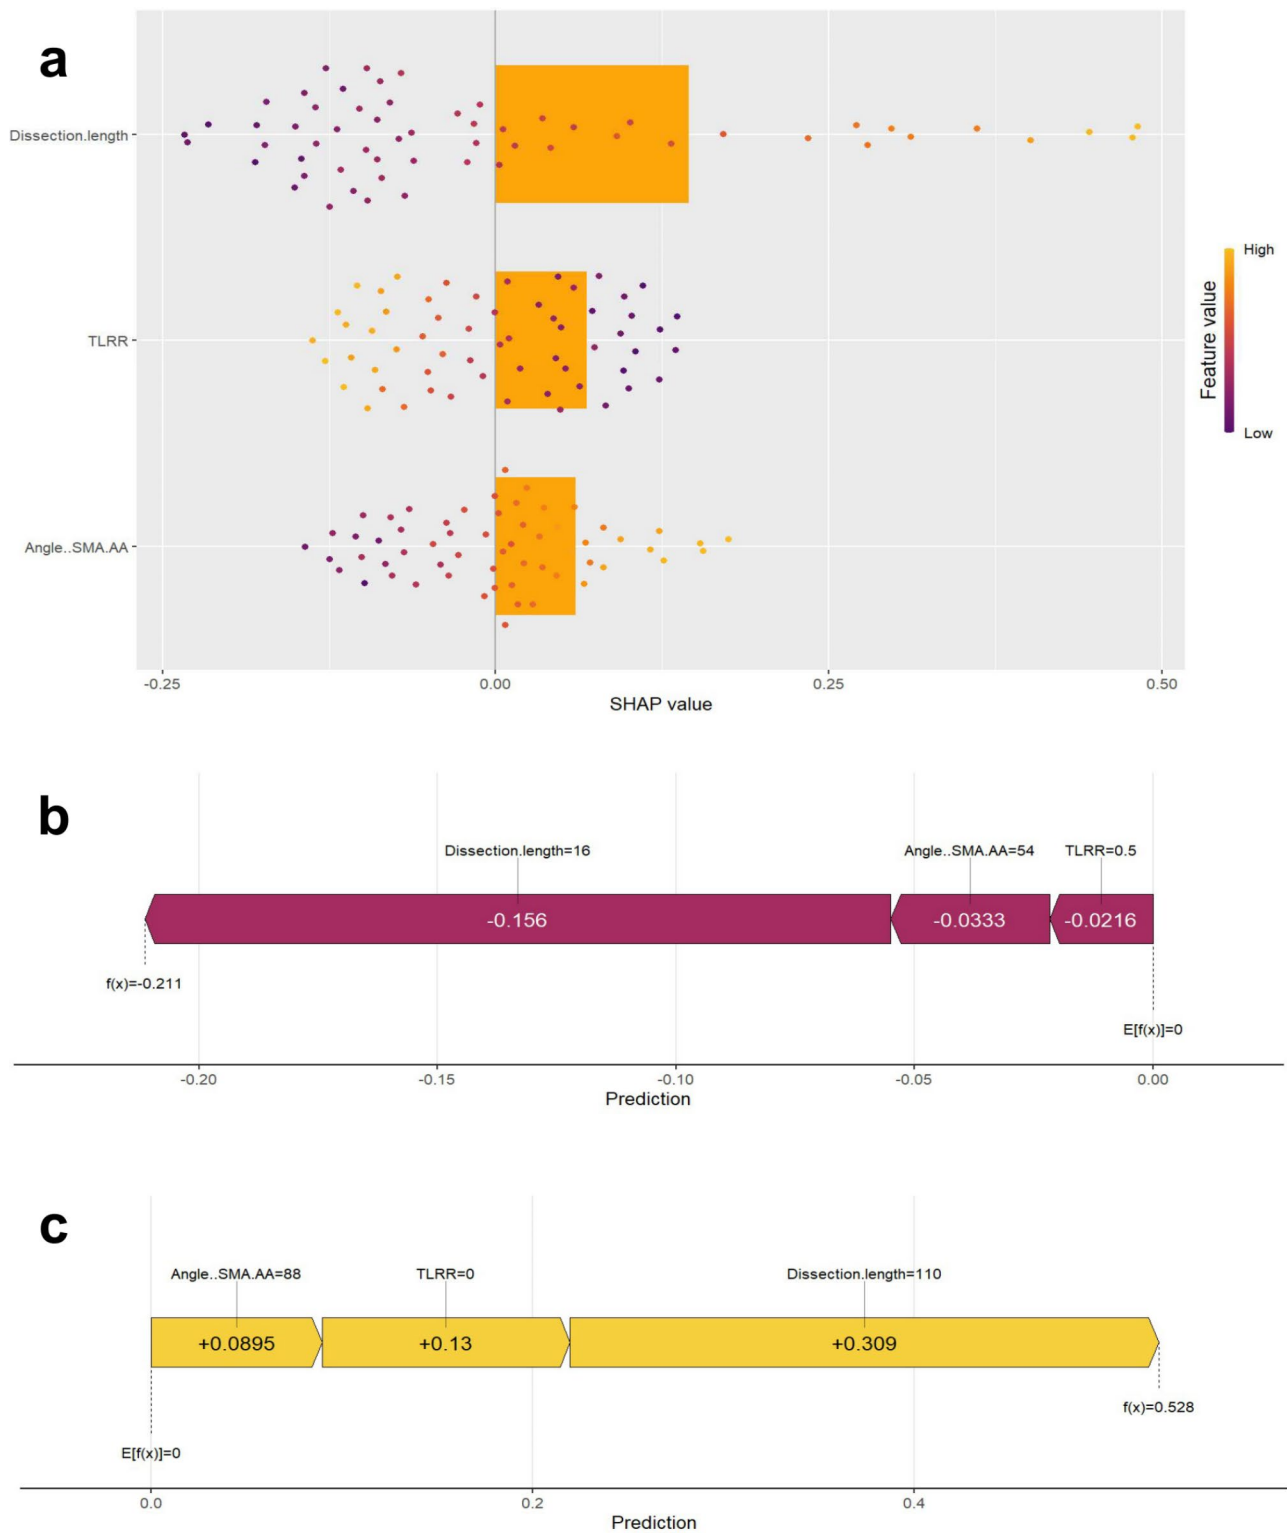 a
Dissection.length
TLRR
Angle..SMA.AA
-0.25 0.00 0.25 0.50
SHAP value
High
Low
Feature value
b
Dissection.length=16 Angle..SMA.AA=54 TLRR=0.5
-0.156 -0.0333 -0.0216
f(x)=-0.211
E[f(x)]=0
-0.20 -0.15 -0.10 -0.05 0.00
Prediction
c
Angle..SMA.AA=88 TLRR=0 Dissection.length=110
+0.0895 +0.13 +0.309
f(x)=0.528
E[f(x)]=0
0.0 0.2 0.4
Prediction